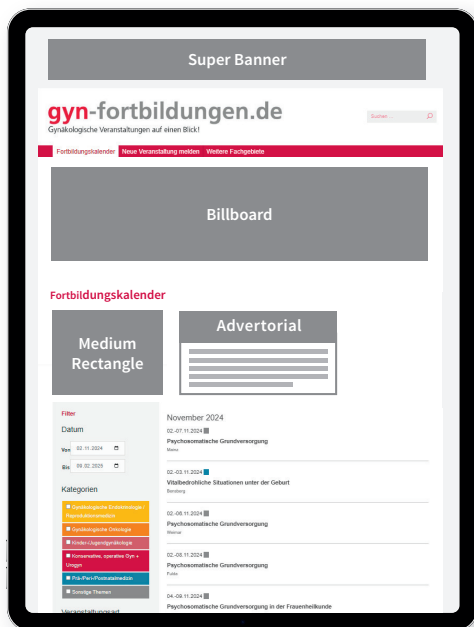 Super Banner
gyn-fortbildungen.de
Gynäkologische Veranstaltungen auf einen Blick!
Suchen ...
Fortbildungskalender Neue Veranstaltung melden Weitere Fachgebiete
Billboard
Fortbildungskalender
Medium
Rectangle
Advertorial
Filter
Datum
Von 02.11.2024
Bis 09.02.2025
Kategorien
Gynäkologische Endokrinologie /
Reproduktionsmedizin
Gynäkologische Onkologie
Kinder-/Jugendgynäkologie
Konservative, operative Gyn +
Urogyn
Prä-/Peri-/Postnatalmedizin
Sonstige Themen
Veranstaltungsart
November 2024
02.-07.11.2024
Psychosomatische Grundversorgung
Mainz
02.-03.11.2024
Vitalbedrohliche Situationen unter der Geburt
Bensberg
02.-06.11.2024
Psychosomatische Grundversorgung
Weimar
02.-08.11.2024
Psychosomatische Grundversorgung
Fulda
04.-08.11.2024
Psychosomatische Grundversorgung in der Frauenheilkunde